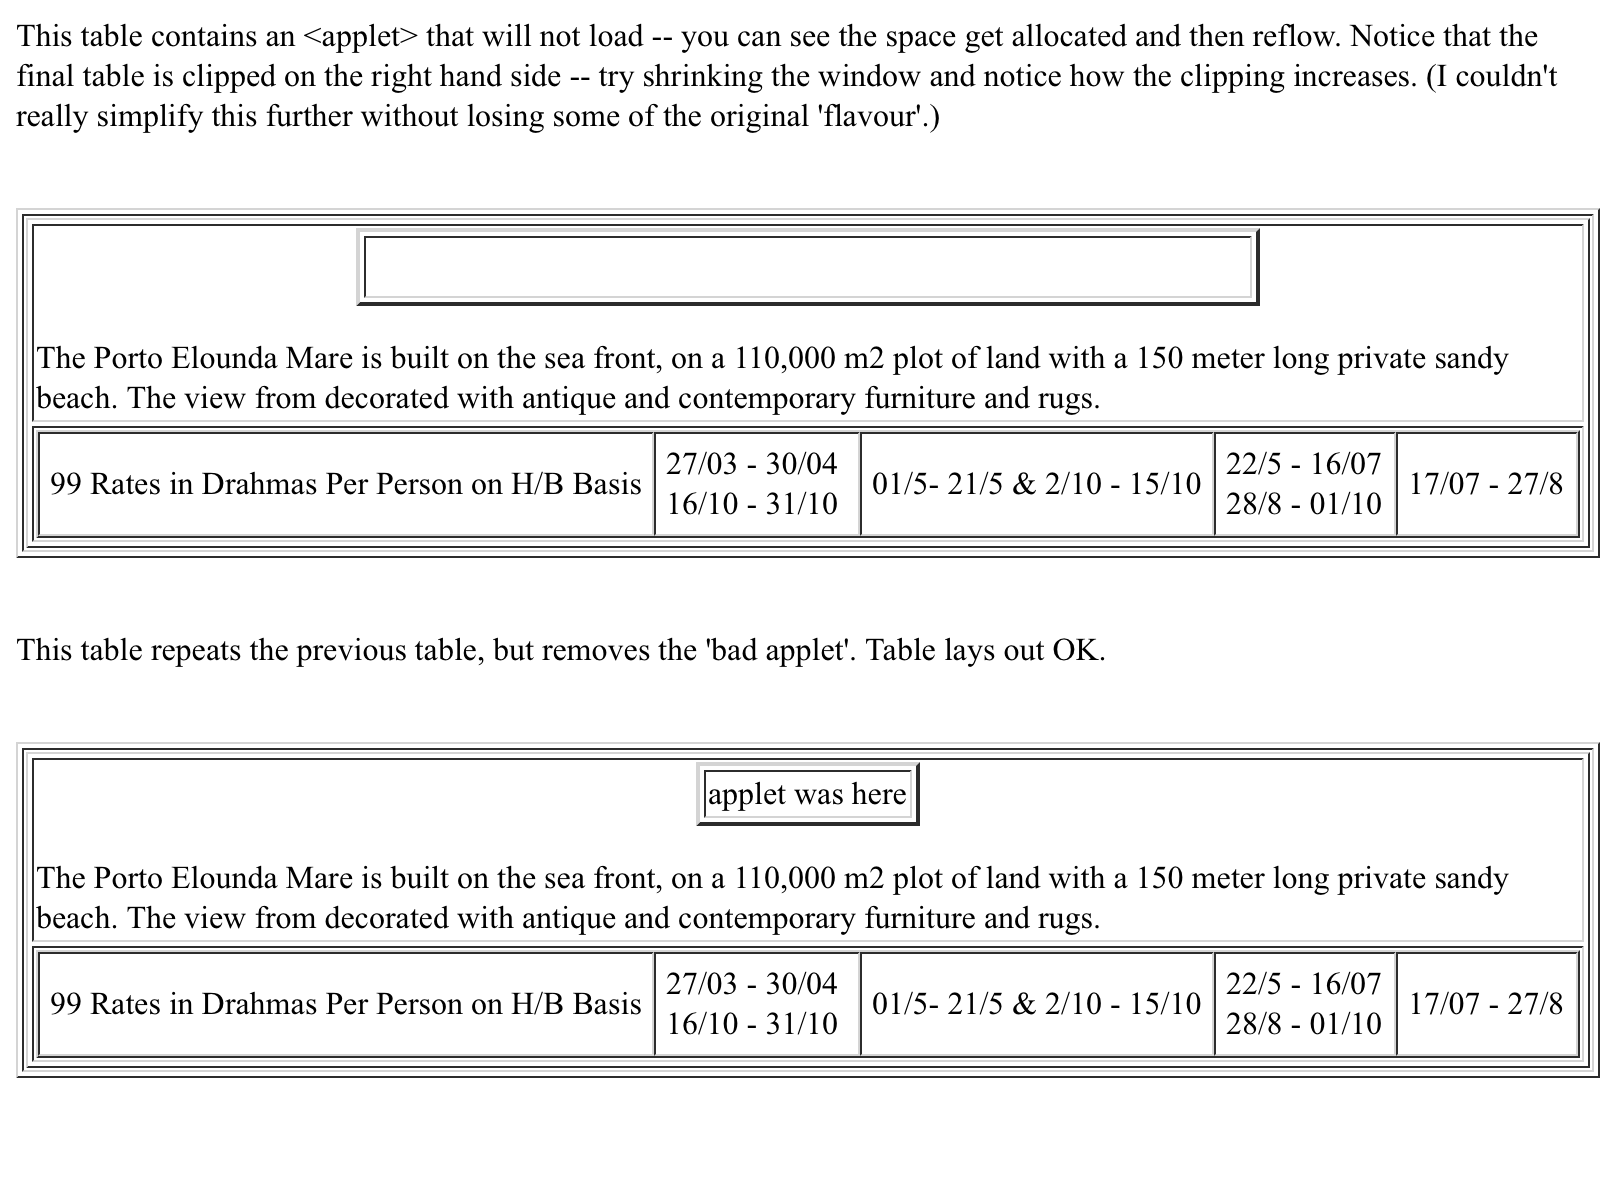 This table contains an <applet> that will not load -- you can see the space get allocated and then reflow. Notice that the
final table is clipped on the right hand side -- try shrinking the window and notice how the clipping increases. (I couldn't
really simplify this further without losing some of the original 'flavour'.)
The Porto Elounda Mare is built on the sea front, on a 110,000 m2 plot of land with a 150 meter long private sandy
beach. The view from decorated with antique and contemporary furniture and rugs.
99 Rates in Drahmas Per Person on H/B Basis
27/03 - 30/04
16/10 - 31/10
01/5- 21/5 & 2/10 - 15/10
22/5 - 16/07
28/8 - 01/10
17/07 - 27/8
This table repeats the previous table, but removes the 'bad applet'. Table lays out OK.
applet was here
The Porto Elounda Mare is built on the sea front, on a 110,000 m2 plot of land with a 150 meter long private sandy
beach. The view from decorated with antique and contemporary furniture and rugs.
99 Rates in Drahmas Per Person on H/B Basis
27/03 - 30/04
16/10 - 31/10
01/5- 21/5 & 2/10 - 15/10
22/5 - 16/07
28/8 - 01/10
17/07 - 27/8